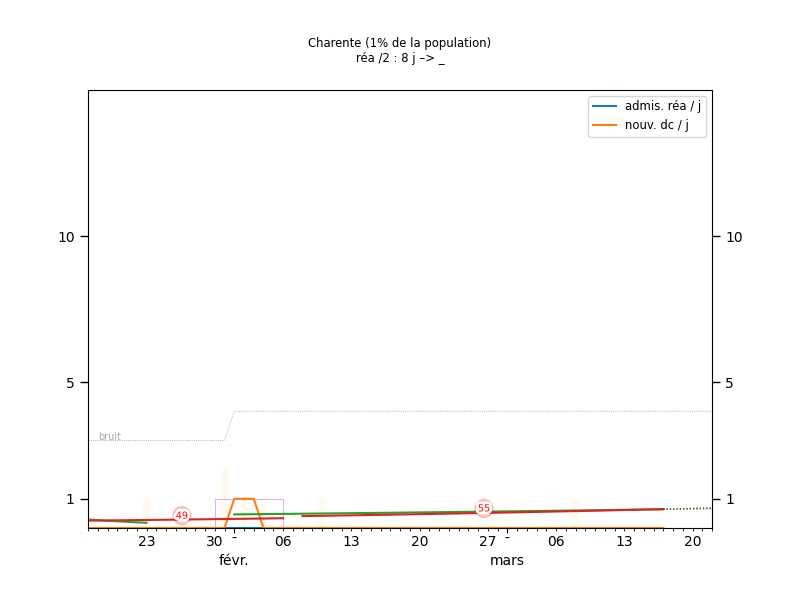 Charente (1% de la population)
réa /2 : 8 j –> _
admis. réa / j
nouv. dc / j
10
10
5
5
bruit
1
1
49
55
23
30
-
06
13
20
27
-
06
13
20
févr.
mars